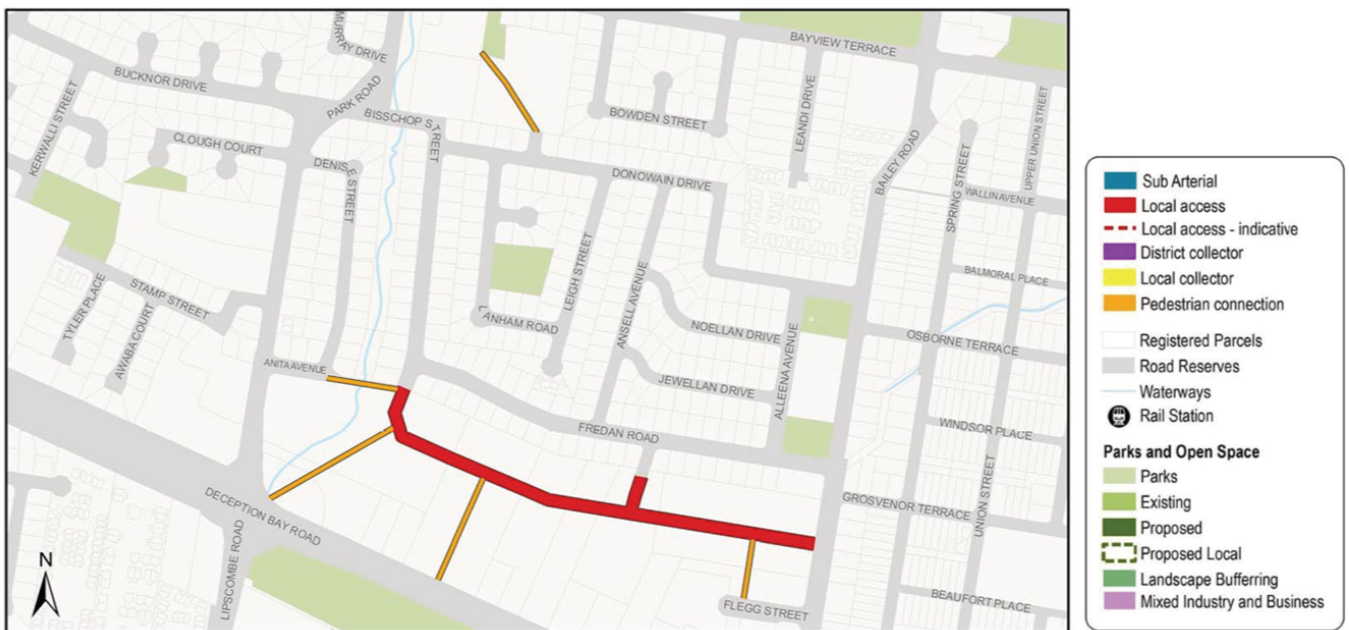 MURRAY DRIVE
BAYVIEW TERRACE
BUCKNOR DRIVE
PARK ROAD
BISSCHOP STREET
BOWDEN STREET
LEANDI DRIVE
BAILEY ROAD
SPRING STREET
UPPER UNION STREET
KERWALLI STREET
CLOUGH COURT
DENISE STREET
DONOWAIN DRIVE
WALLIN AVENUE
TYLER PLACE
STAMP STREET
AWABA COURT
LEIGH STREET
LANHAM ROAD
ANSELL AVENUE
NOELLAN DRIVE
BALMORAL PLACE
OSBORNE TERRACE
ANITA AVENUE
JEWELLAN DRIVE
ALLEENA AVENUE
FREDAN ROAD
WINDSOR PLACE
UNION STREET
GROSVENOR TERRACE
DECEPTION BAY ROAD
LIPSCOMBE ROAD
FLEGG STREET
BEAUFORT PLACE
N
Sub Arterial
Local access
Local access - indicative
District collector
Local collector
Pedestrian connection
Registered Parcels
Road Reserves
Waterways
Rail Station
Parks and Open Space
Parks
Existing
Proposed
Proposed Local
Landscape Bufferring
Mixed Industry and Business